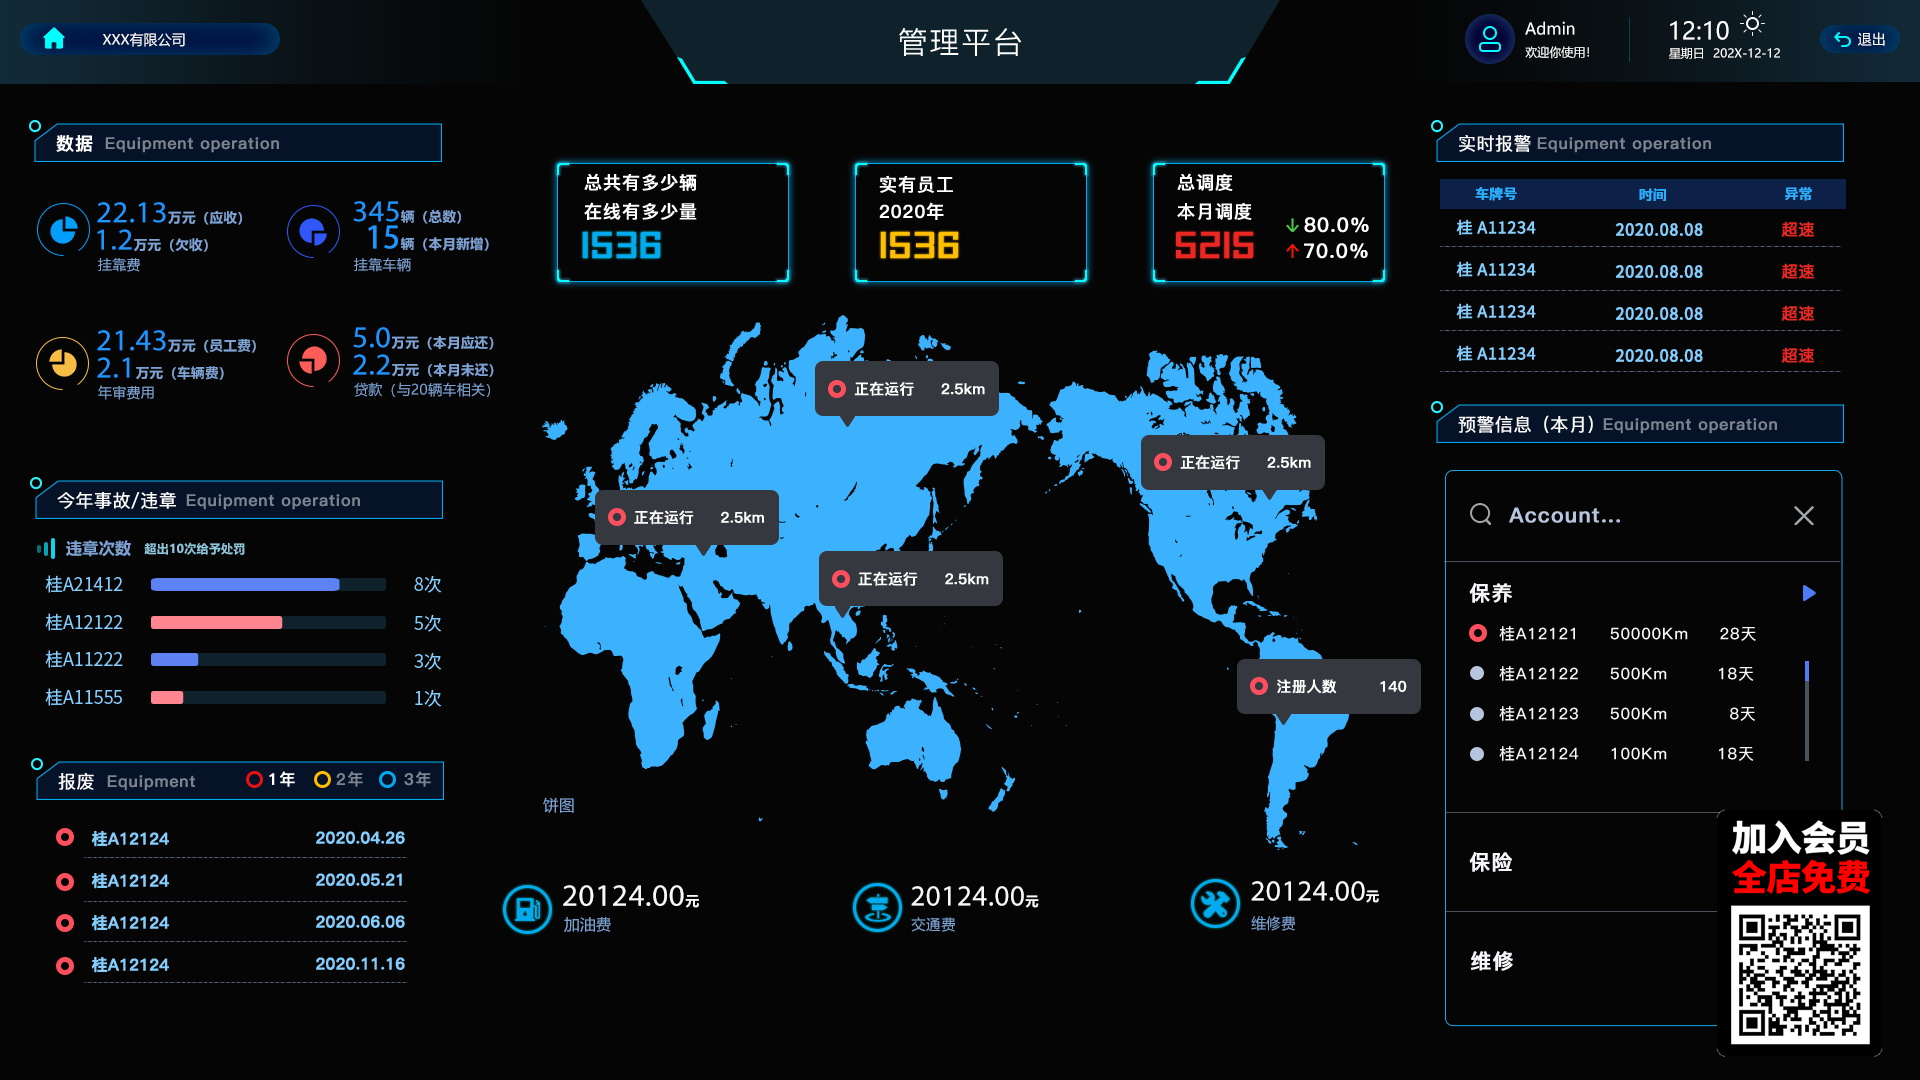 XXX有限公司
管理平台
Admin
欢迎你使用!
12:10
星期日 202X-12-12
退出
数据 Equipment operation
22.13万元（应收）
1.2万元（欠收）
挂靠费
345辆（总数）
15辆（本月新增）
挂靠车辆
21.43万元（员工费）
2.1万元（车辆费）
年审费用
5.0万元（本月应还）
2.2万元（本月未还）
贷款（与20辆车相关）
今年事故/违章 Equipment operation
违章次数 超出10次给予处罚
桂A21412 8次
桂A12122 5次
桂A11222 3次
桂A11555 1次
报废 Equipment 1年 2年 3年
桂A12124 2020.04.26
桂A12124 2020.05.21
桂A12124 2020.06.06
桂A12124 2020.11.16
总共有多少辆
在线有多少量
1536
实有员工
2020年
1536
总调度
本月调度
5215
↓80.0%
↑70.0%
正在运行 2.5km
正在运行 2.5km
正在运行 2.5km
正在运行 2.5km
注册人数 140
饼图
20124.00元
加油费
20124.00元
交通费
20124.00元
维修费
实时报警 Equipment operation
车牌号 时间 异常
桂 A11234 2020.08.08 超速
桂 A11234 2020.08.08 超速
桂 A11234 2020.08.08 超速
桂 A11234 2020.08.08 超速
预警信息（本月）Equipment operation
Account...
保养
桂A12121 50000Km 28天
桂A12122 500Km 18天
桂A12123 500Km 8天
桂A12124 100Km 18天
保险
维修
加入会员
全店免费